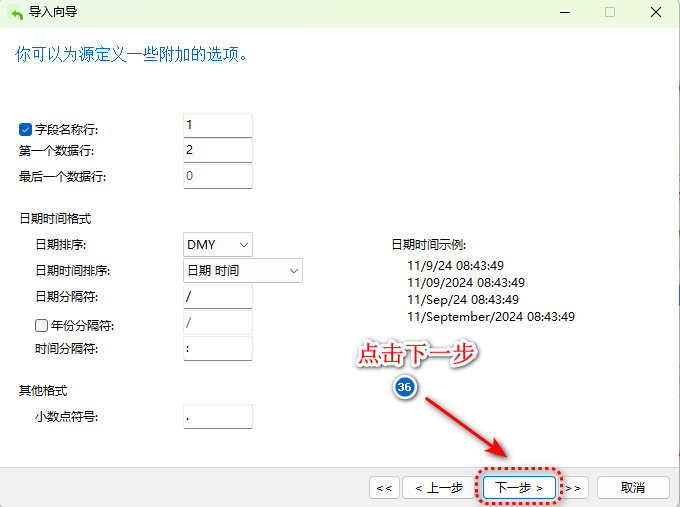 导入向导
你可以为源定义一些附加的选项。
字段名称行: 1
第一个数据行: 2
最后一个数据行: 0
日期时间格式
日期排序: DMY
日期时间排序: 日期 时间
日期分隔符: /
年份分隔符: /
时间分隔符: :
日期时间示例:
11/9/24 08:43:49
11/09/2024 08:43:49
11/Sep/24 08:43:49
11/September/2024 08:43:49
其他格式
小数点符号: .
点击下一步
36
<< < 上一步 下一步 > >> 取消